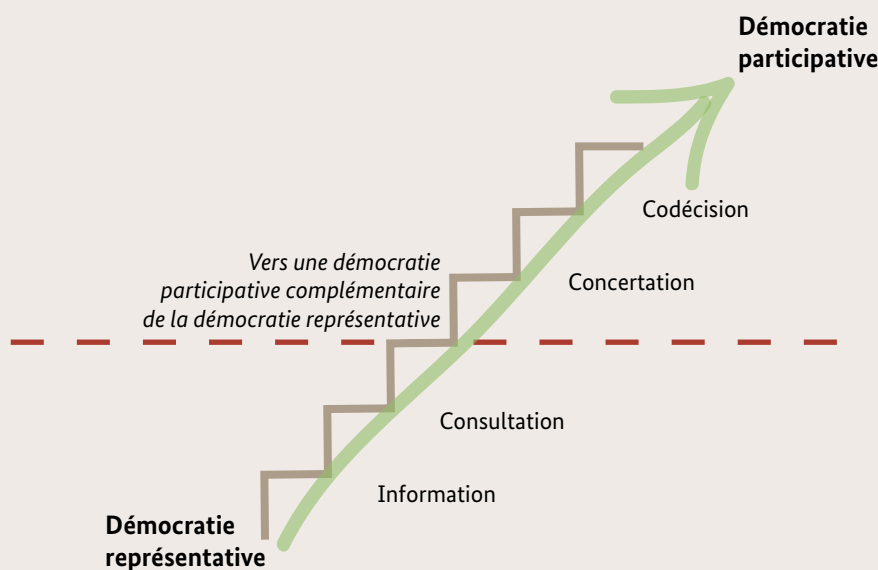 Démocratie
participative
Codécision
Vers une démocratie
participative complémentaire
de la démocratie représentative
Concertation
Consultation
Information
Démocratie
représentative